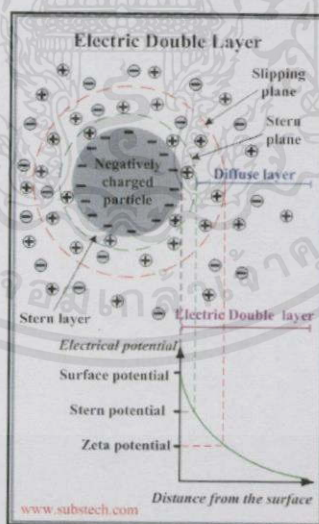 Electric Double Layer
Slipping
plane
Stern
plane
Negatively
charged
particle
Diffuse layer
Stern layer
Electric Double layer
Electrical potential
Surface potential
Stern potential
Zeta potential
Distance from the surface
www.substech.com